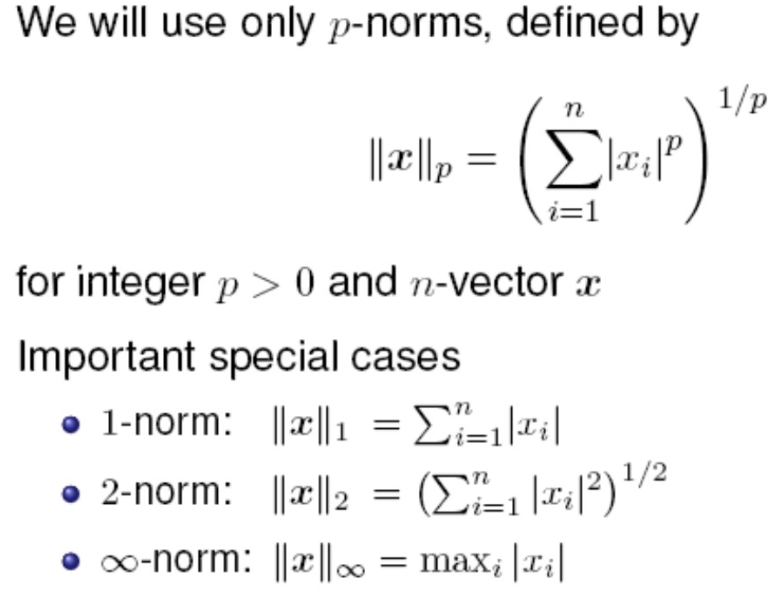 We will use only p-norms, defined by
‖x‖_p = ( ∑_{i=1}^{n} |x_i|^p )^{1/p}
for integer p > 0 and n-vector x
Important special cases
• 1-norm: ‖x‖_1 = ∑_{i=1}^{n} |x_i|
• 2-norm: ‖x‖_2 = ( ∑_{i=1}^{n} |x_i|^2 )^{1/2}
• ∞-norm: ‖x‖_∞ = max_i |x_i|